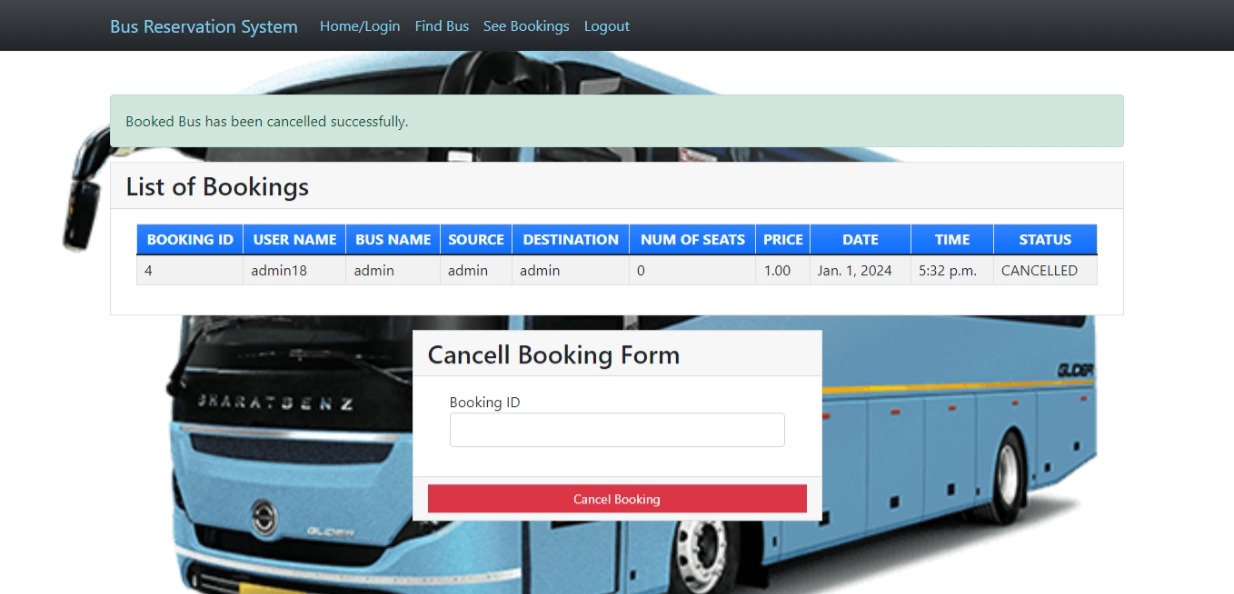 Bus Reservation System Home/Login Find Bus See Bookings Logout
Booked Bus has been cancelled successfully.
List of Bookings
BOOKING ID USER NAME BUS NAME SOURCE DESTINATION NUM OF SEATS PRICE DATE TIME STATUS
4 admin18 admin admin admin 0 1.00 Jan. 1, 2024 5:32 p.m. CANCELLED
Cancell Booking Form
GLIDER
BHARATBENZ
Booking ID
Cancel Booking
GLIDER